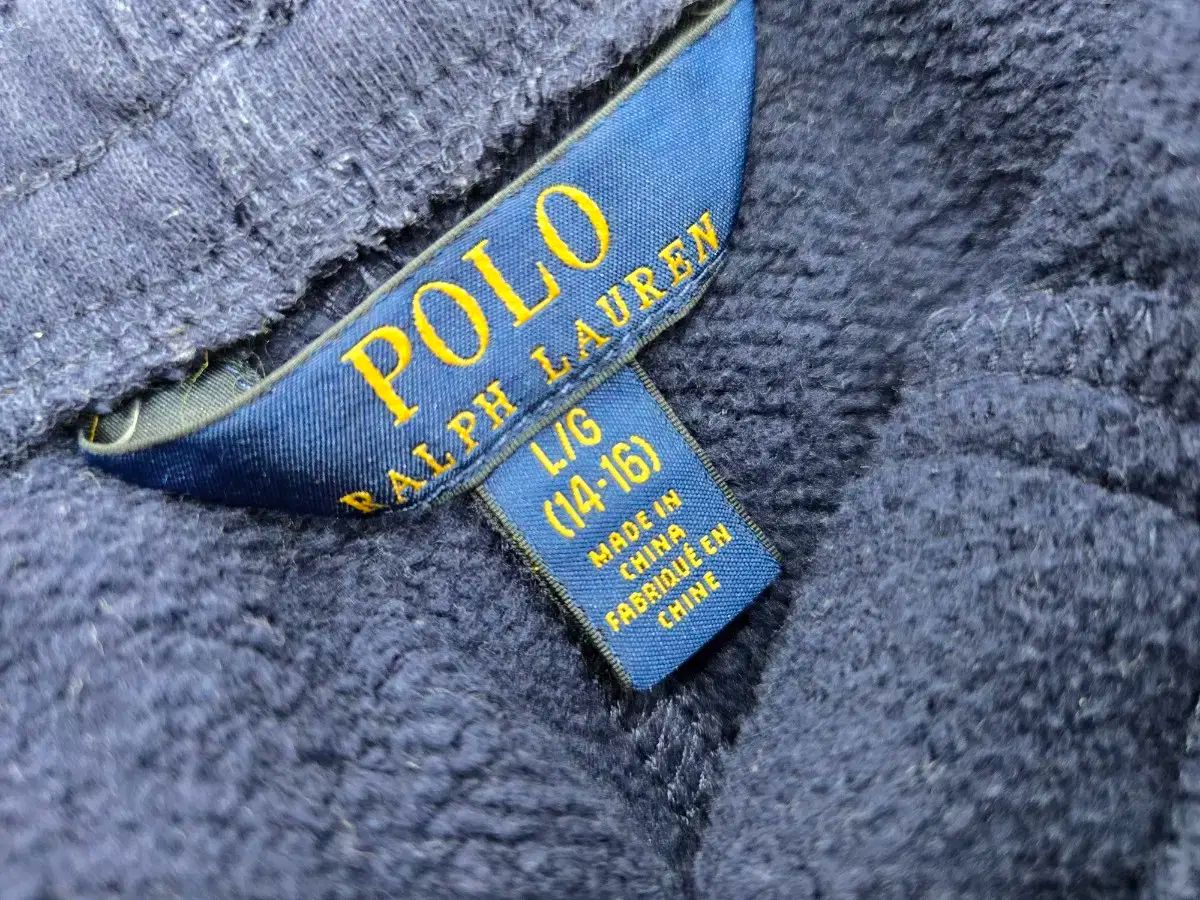 POLO
RALPH LAUREN
L/G
(14-16)
MADE IN
CHINA
FABRIQUÉ EN
CHINE